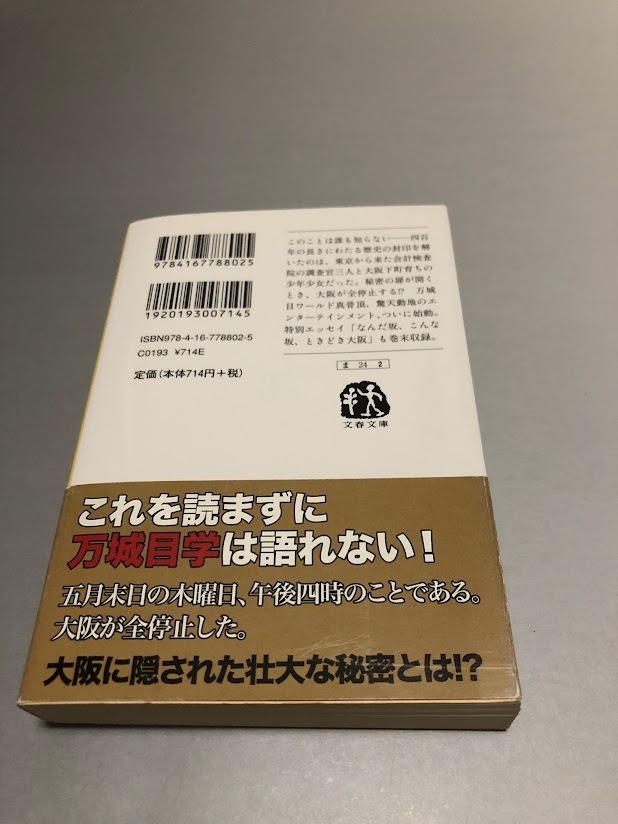 9784167788025
1920193007145
ISBN978-4-16-778802-5
C0193 ¥714E
定価(本体714円+税)
このことは誰も知らない――四百
年の長きにわたる歴史の封印を解
いたのは、東京から来た会計検査
院の調査官三人と大阪下町育ちの
少年少女だった。秘密の扉が開く
とき、大阪が全停止する!? 万城
目ワールド真骨頂、驚天動地のエ
ンターテインメント、ついに始動。
特別エッセイ「なんだ坂、こんな
坂、ときどき大阪」も巻末収録。
ま 24 2
文春文庫
これを読まずに
万城目学は語れない!
五月末日の木曜日、午後四時のことである。
大阪が全停止した。
大阪に隠された壮大な秘密とは!?